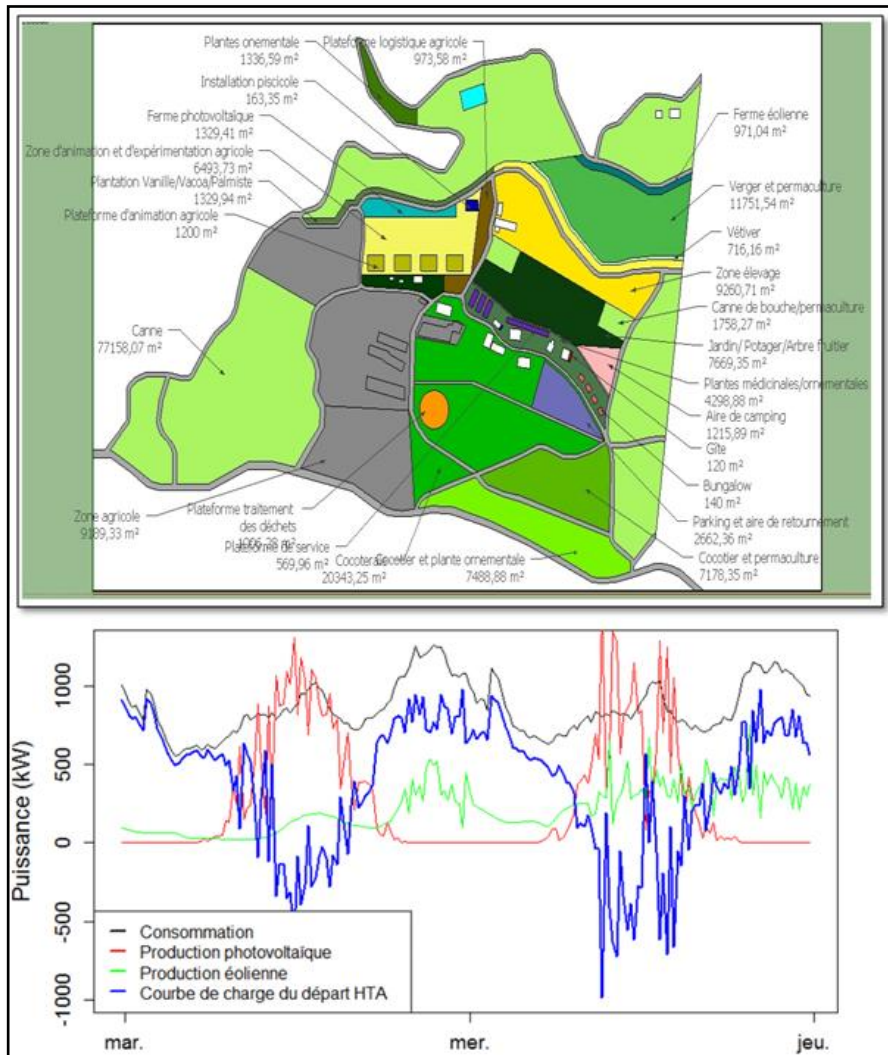 Plantes onementale
1336,59 m²
Plateforme logistique agricole
973,58 m²
Installation piscicole
163,35 m²
Ferme photovoltaïque
1329,41 m²
Zone d'animation et d'expérimentation agricole
6493,73 m²
Plantation Vanille/Vacoa/Palmiste
1329,94 m²
Plateforme d'animation agricole
1200 m²
Canne
77158,07 m²
Zone agricole
9189,33 m²
Plateforme traitement
des déchets
1006,28 m²
Plateforme de service
569,96 m²
Cocoteraie
20343,25 m²
Cocotier et plante ornementale
7488,88 m²
Ferme éolienne
971,04 m²
Verger et permaculture
11751,54 m²
Vétiver
716,16 m²
Zone élevage
9260,71 m²
Canne de bouche/permaculture
1758,27 m²
Jardin/ Potager/Arbre fruitier
7669,35 m²
Plantes médicinales/ornementales
4298,88 m²
Aire de camping
1215,89 m²
Gîte
120 m²
Bungalow
140 m²
Parking et aire de retournement
2662,36 m²
Cocotier et permaculture
7178,35 m²
Puissance (kW)
1000
500
0
-500
-1000
Consommation
Production photovoltaïque
Production éolienne
Courbe de charge du départ HTA
mar.
mer.
jeu.